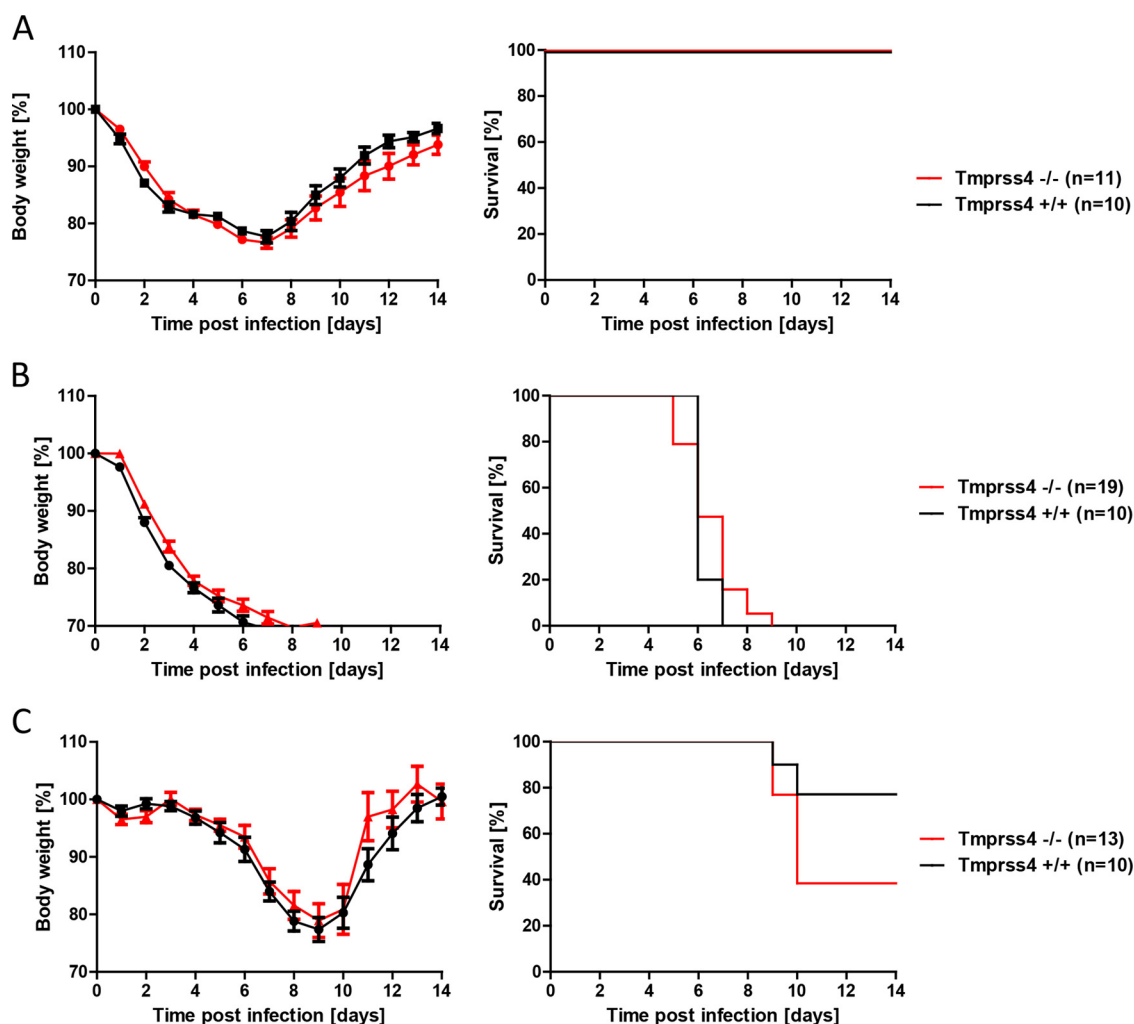 A
110
100
90
80
70
Body weight [%]
0 2 4 6 8 10 12 14
Time post infection [days]
100
80
60
40
20
0
Survival [%]
0 2 4 6 8 10 12 14
Time post infection [days]
Tmprss4 -/- (n=11)
Tmprss4 +/+ (n=10)
B
110
100
90
80
70
Body weight [%]
0 2 4 6 8 10 12 14
Time post infection [days]
100
80
60
40
20
0
Survival [%]
0 2 4 6 8 10 12 14
Time post infection [days]
Tmprss4 -/- (n=19)
Tmprss4 +/+ (n=10)
C
110
100
90
80
70
Body weight [%]
0 2 4 6 8 10 12 14
Time post infection [days]
100
80
60
40
20
0
Survival [%]
0 2 4 6 8 10 12 14
Time post infection [days]
Tmprss4 -/- (n=13)
Tmprss4 +/+ (n=10)